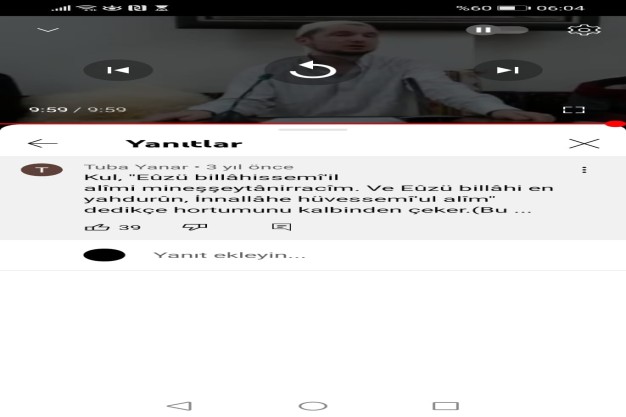 %60 06:04
9:59 / 9:59
Yanıtlar
T
Tuba Yanar • 3 yıl önce
Kul, "Eûzü billâhissemî'il
alîmi mineşşeytânirracîm. Ve Eûzü billâhi en
yahdurûn, İnnallâhe hüvessemî'ul alîm"
dedikçe hortumunu kalbinden çeker.(Bu ...
39
Yanıt ekleyin...